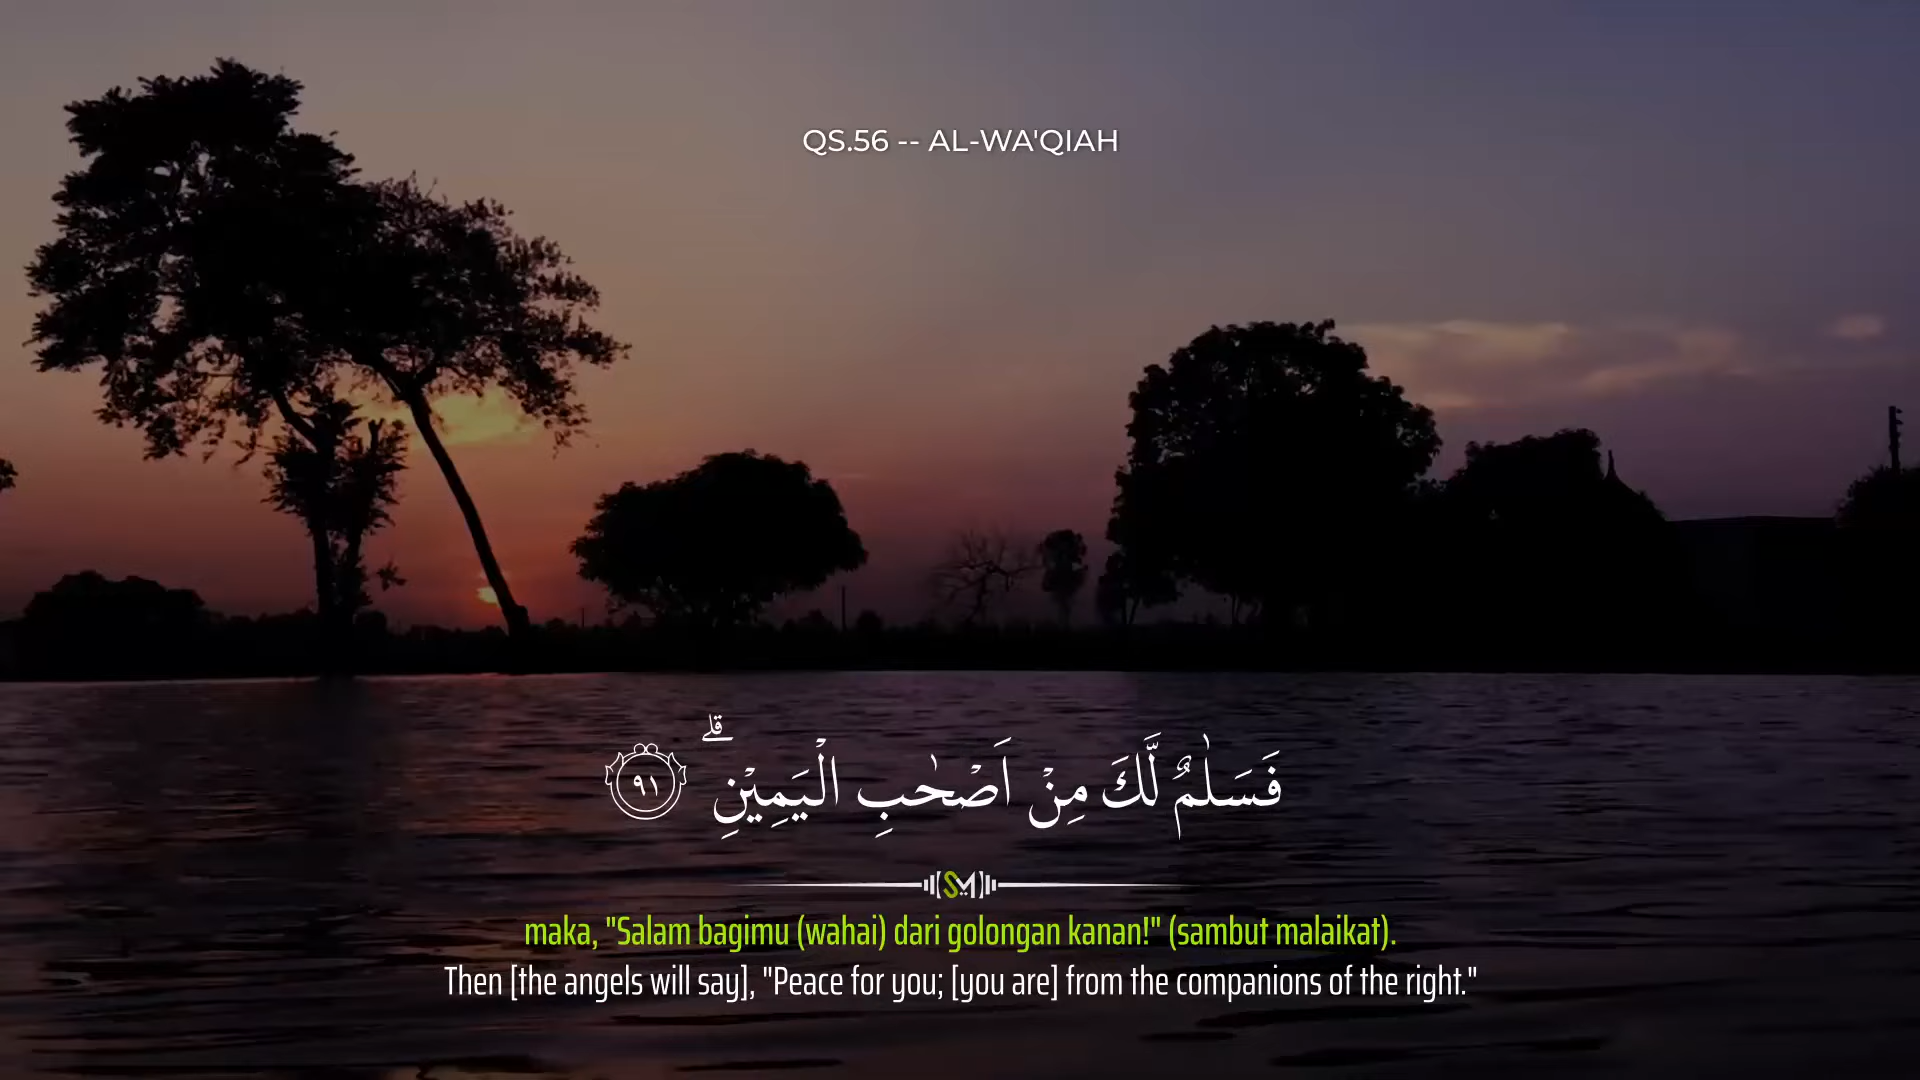 QS.56 -- AL-WA'QIAH
فَسَلٰمٌ لَّكَ مِنْ اَصْحٰبِ الْيَمِيْنِۗ ٩١
SM
maka, "Salam bagimu (wahai) dari golongan kanan!" (sambut malaikat).
Then [the angels will say], "Peace for you; [you are] from the companions of the right."